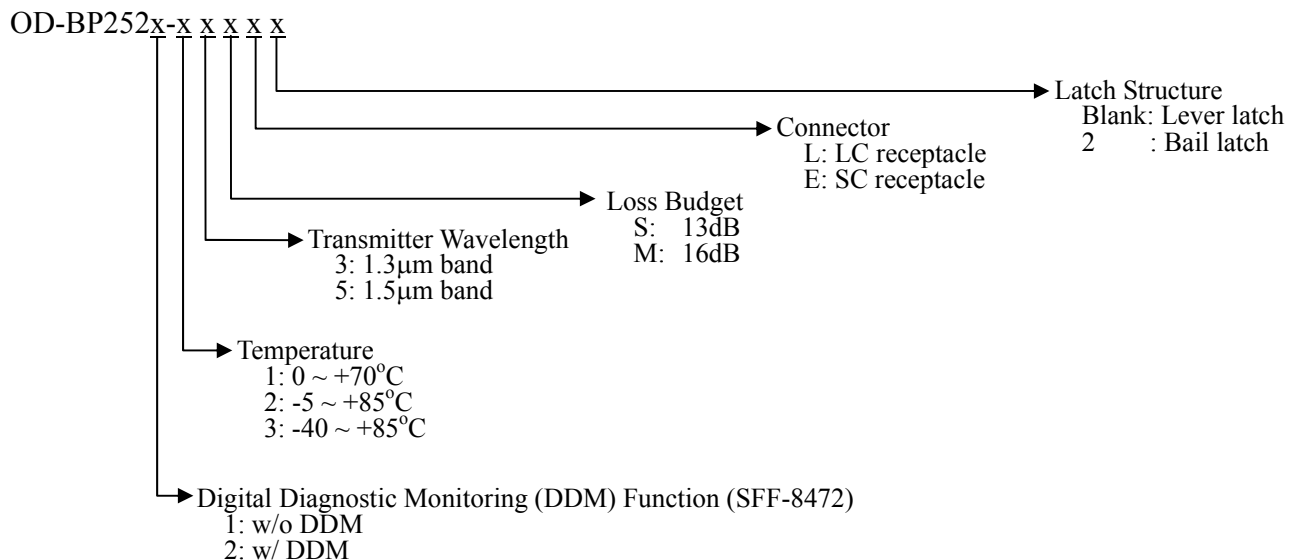 OD-BP252x-x x x x x
Latch Structure
Blank: Lever latch
2 : Bail latch
Connector
L: LC receptacle
E: SC receptacle
Loss Budget
S: 13dB
M: 16dB
Transmitter Wavelength
3: 1.3μm band
5: 1.5μm band
Temperature
1: 0 ~ +70°C
2: -5 ~ +85°C
3: -40 ~ +85°C
Digital Diagnostic Monitoring (DDM) Function (SFF-8472)
1: w/o DDM
2: w/ DDM